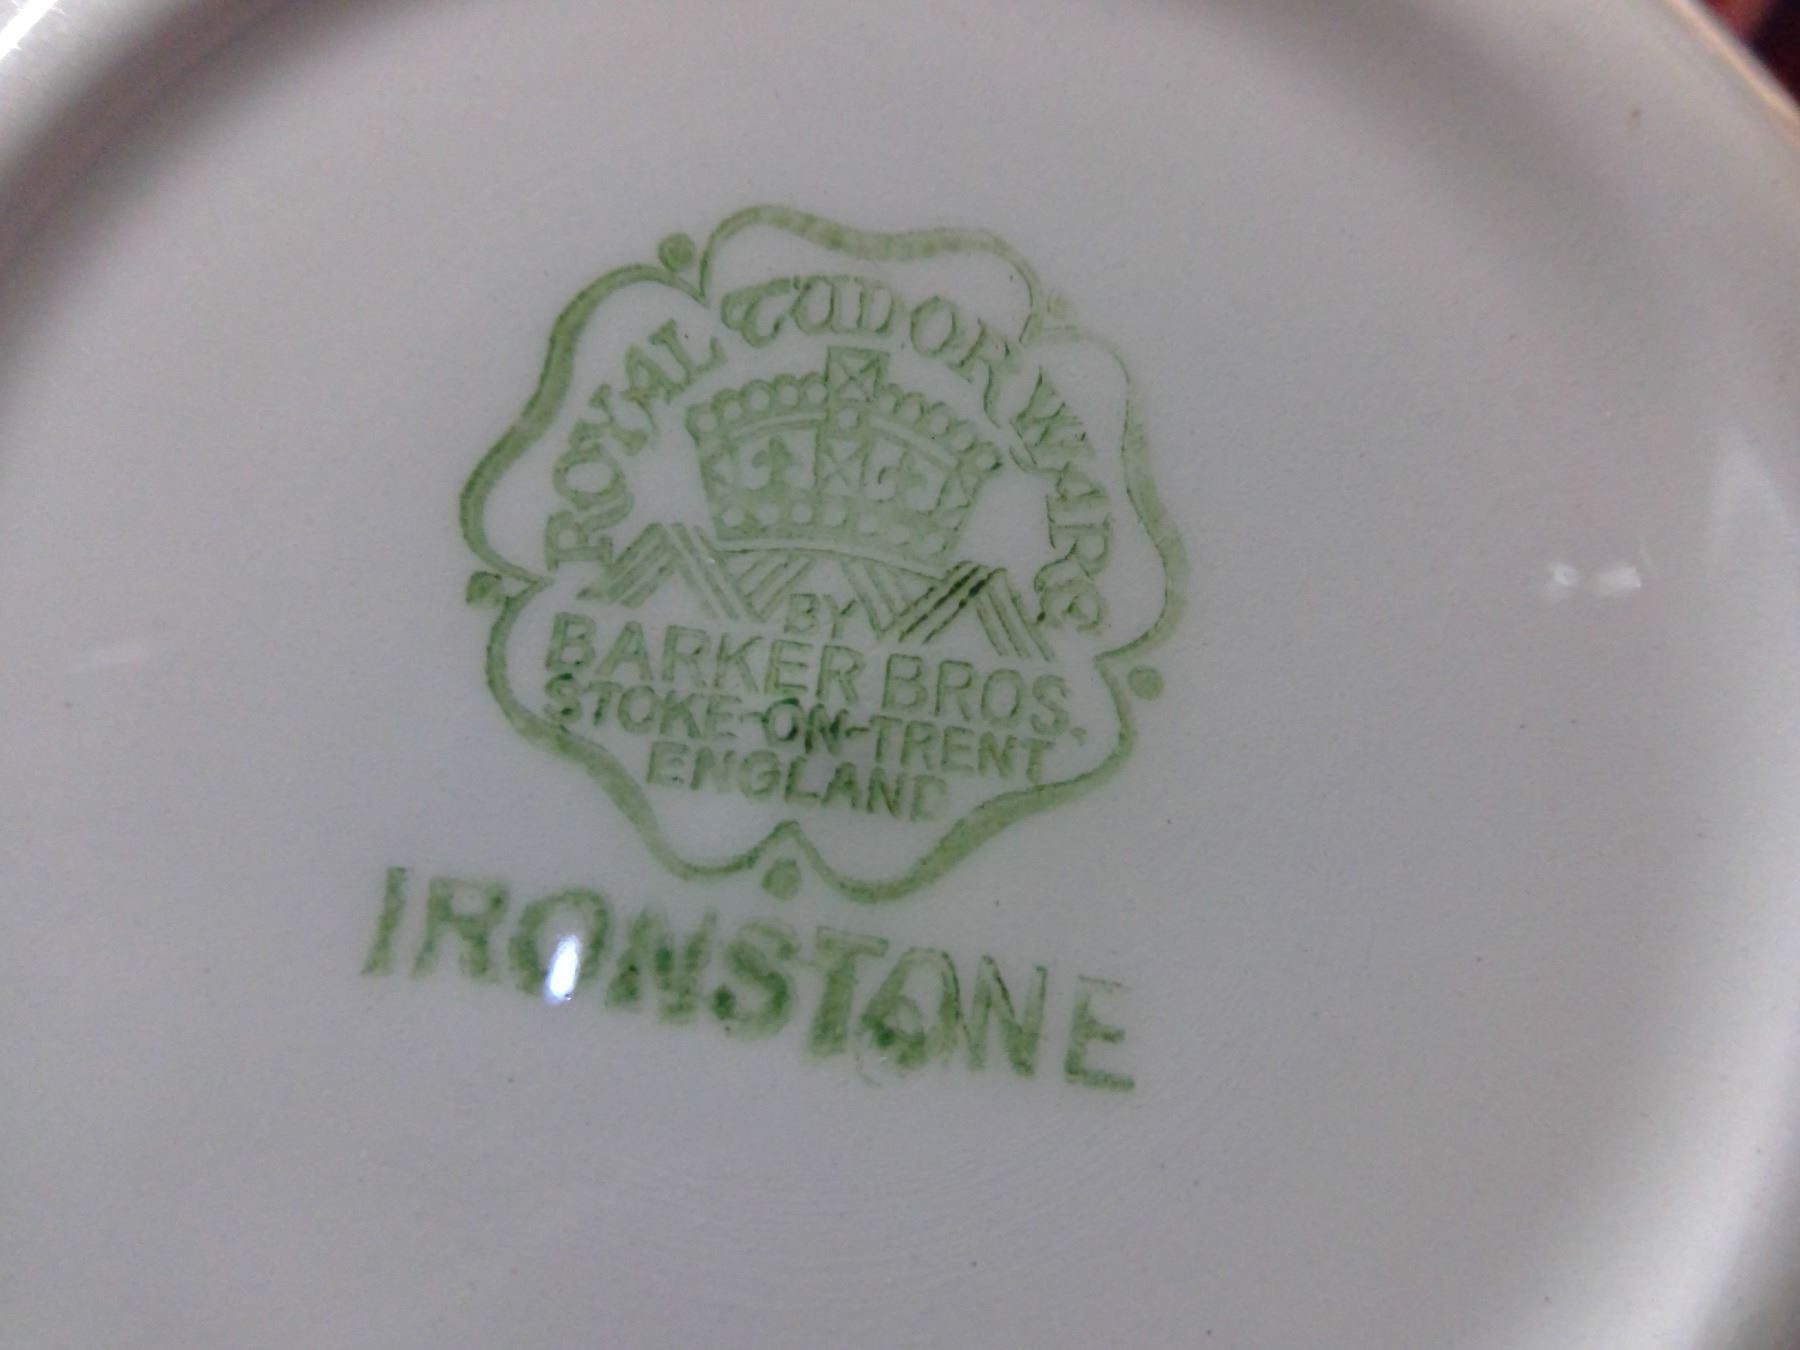 ROYAL TUDOR WARE
BY
BARKER BROS.
STOKE-ON-TRENT
ENGLAND
IRONSTONE